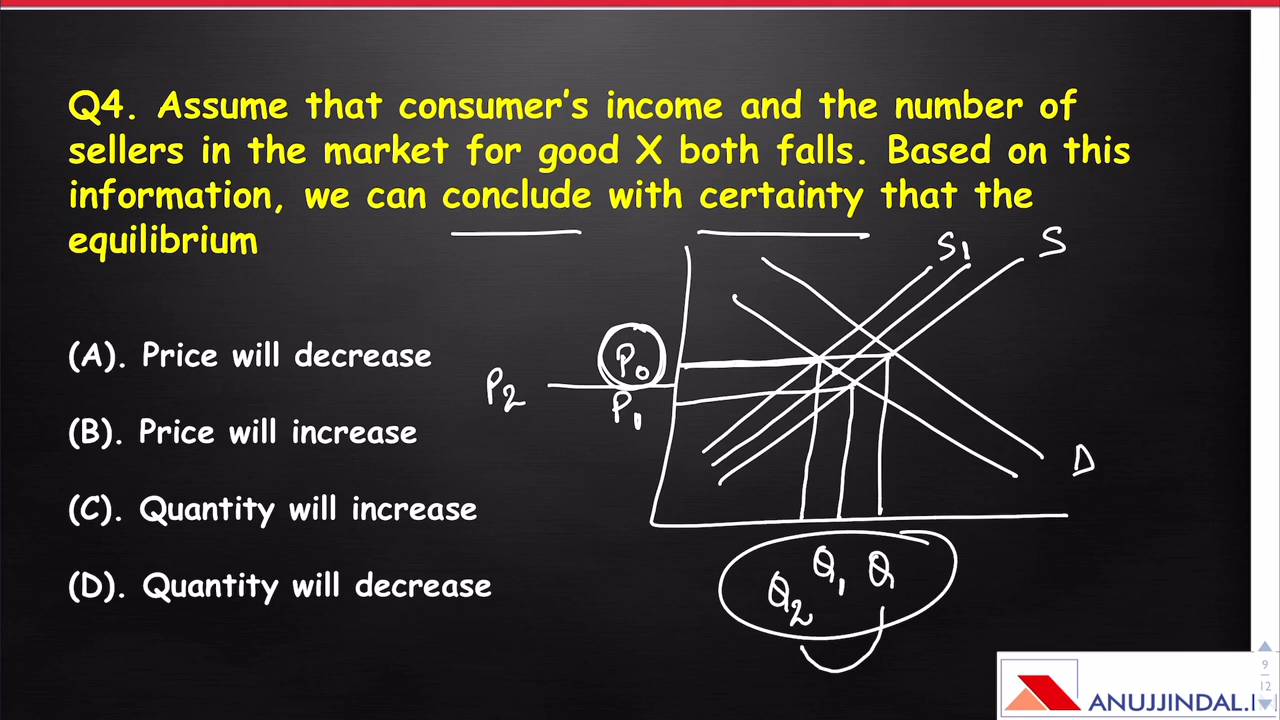 Q4. Assume that consumer's income and the number of
sellers in the market for good X both falls. Based on this
information, we can conclude with certainty that the
equilibrium
S1
S
(A). Price will decrease
P0
P2
P1
(B). Price will increase
D
(C). Quantity will increase
(D). Quantity will decrease
Q2
Q1
Q
9
12
ANUJJINDAL.I